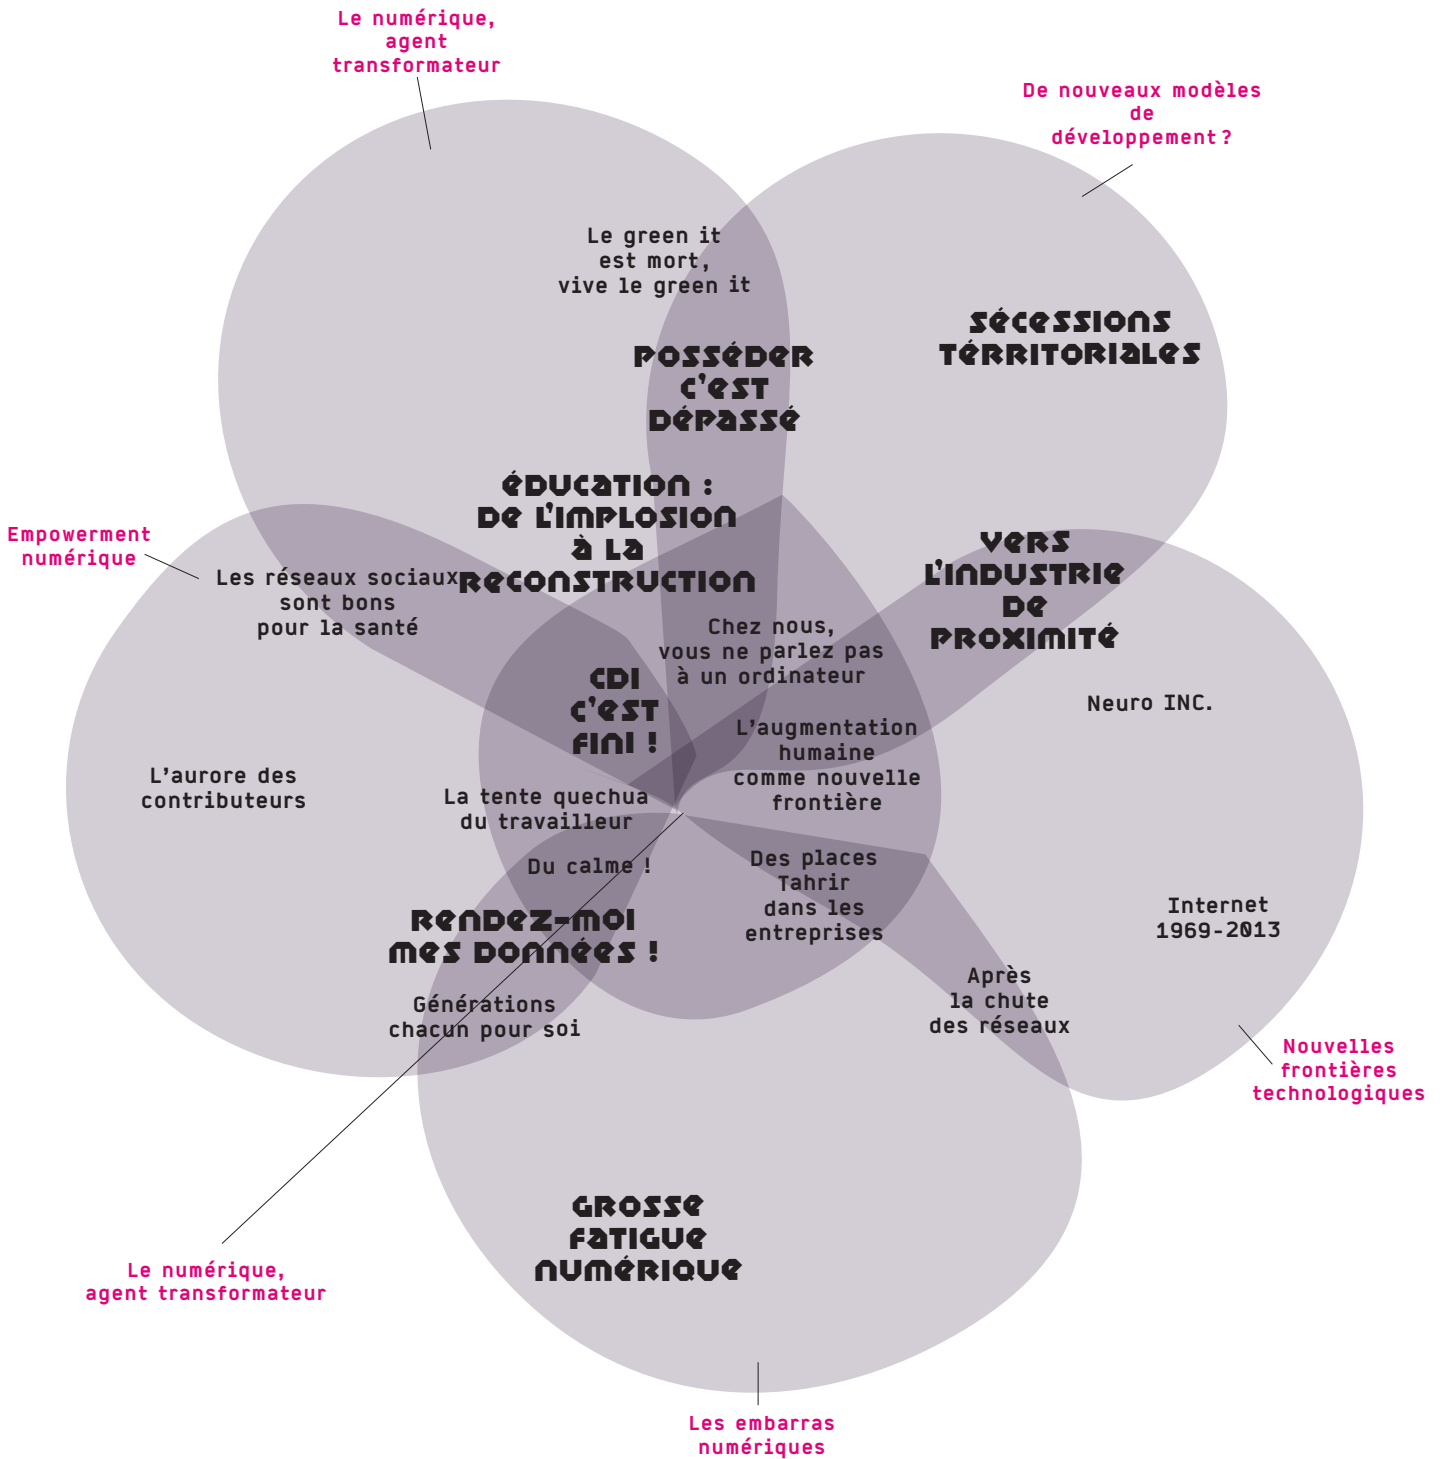 Le numérique,
agent
transformateur
De nouveaux modèles
de
développement ?
Le green it
est mort,
vive le green it
SÉCESSIONS
TÉRRITORIALES
POSSÉDER
C'EST
DÉPASSÉ
ÉDUCATION :
DE L'IMPLOSION
À LA
RECONSTRUCTION
VERS
L'INDUSTRIE
DE
PROXIMITÉ
Empowerment
numérique
Les réseaux sociaux
sont bons
pour la santé
Chez nous,
vous ne parlez pas
à un ordinateur
CDI
C'EST
FINI !
Neuro INC.
L'augmentation
humaine
comme nouvelle
frontière
L'aurore des
contributeurs
La tente quechua
du travailleur
Du calme !
Des places
Tahrir
dans les
entreprises
RENDEZ-MOI
MES DONNÉES !
Internet
1969-2013
Générations
chacun pour soi
Après
la chute
des réseaux
Nouvelles
frontières
technologiques
GROSSE
FATIGUE
NUMÉRIQUE
Le numérique,
agent transformateur
Les embarras
numériques